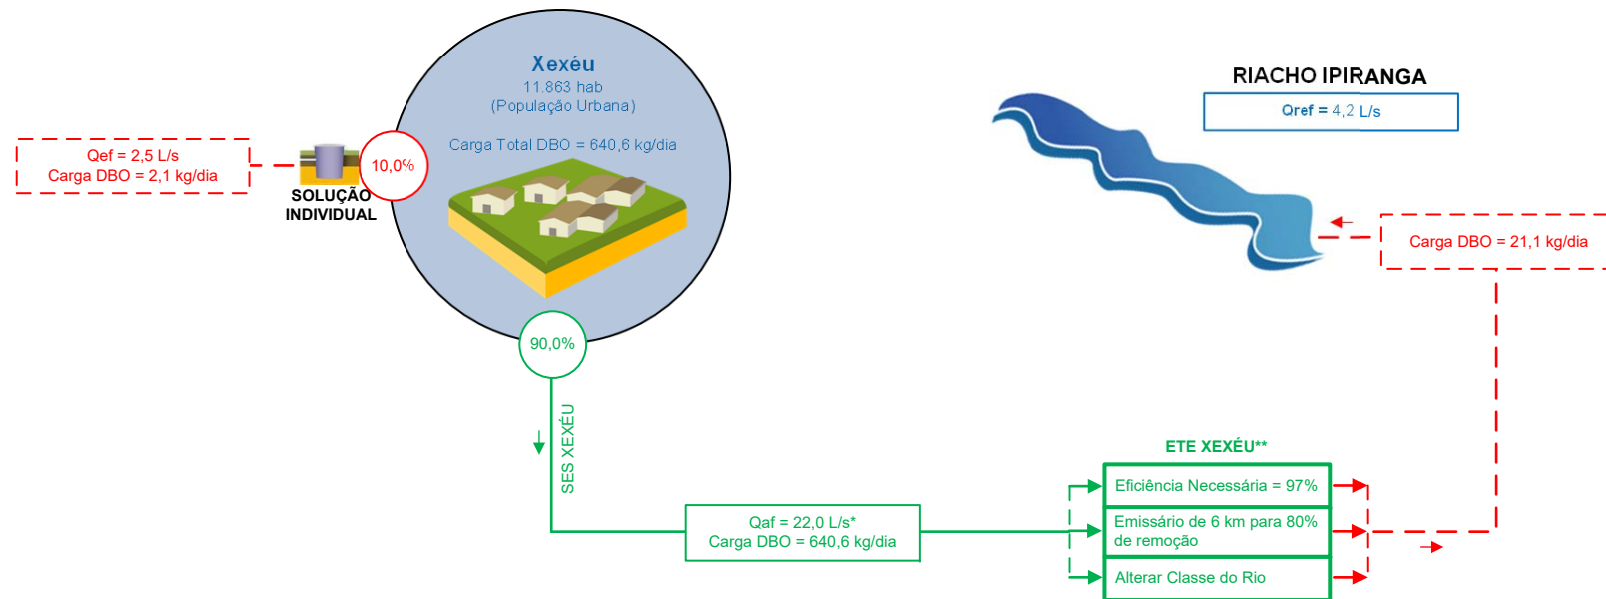 Xexéu
11.863 hab
(População Urbana)
Carga Total DBO = 640,6 kg/dia
RIACHO IPIRANGA
Qref = 4,2 L/s
Qef = 2,5 L/s
Carga DBO = 2,1 kg/dia
10,0%
SOLUÇÃO
INDIVIDUAL
Carga DBO = 21,1 kg/dia
90,0%
SES XEXÉU
ETE XEXÉU**
Eficiência Necessária = 97%
Emissário de 6 km para 80%
de remoção
Alterar Classe do Rio
Qaf = 22,0 L/s*
Carga DBO = 640,6 kg/dia